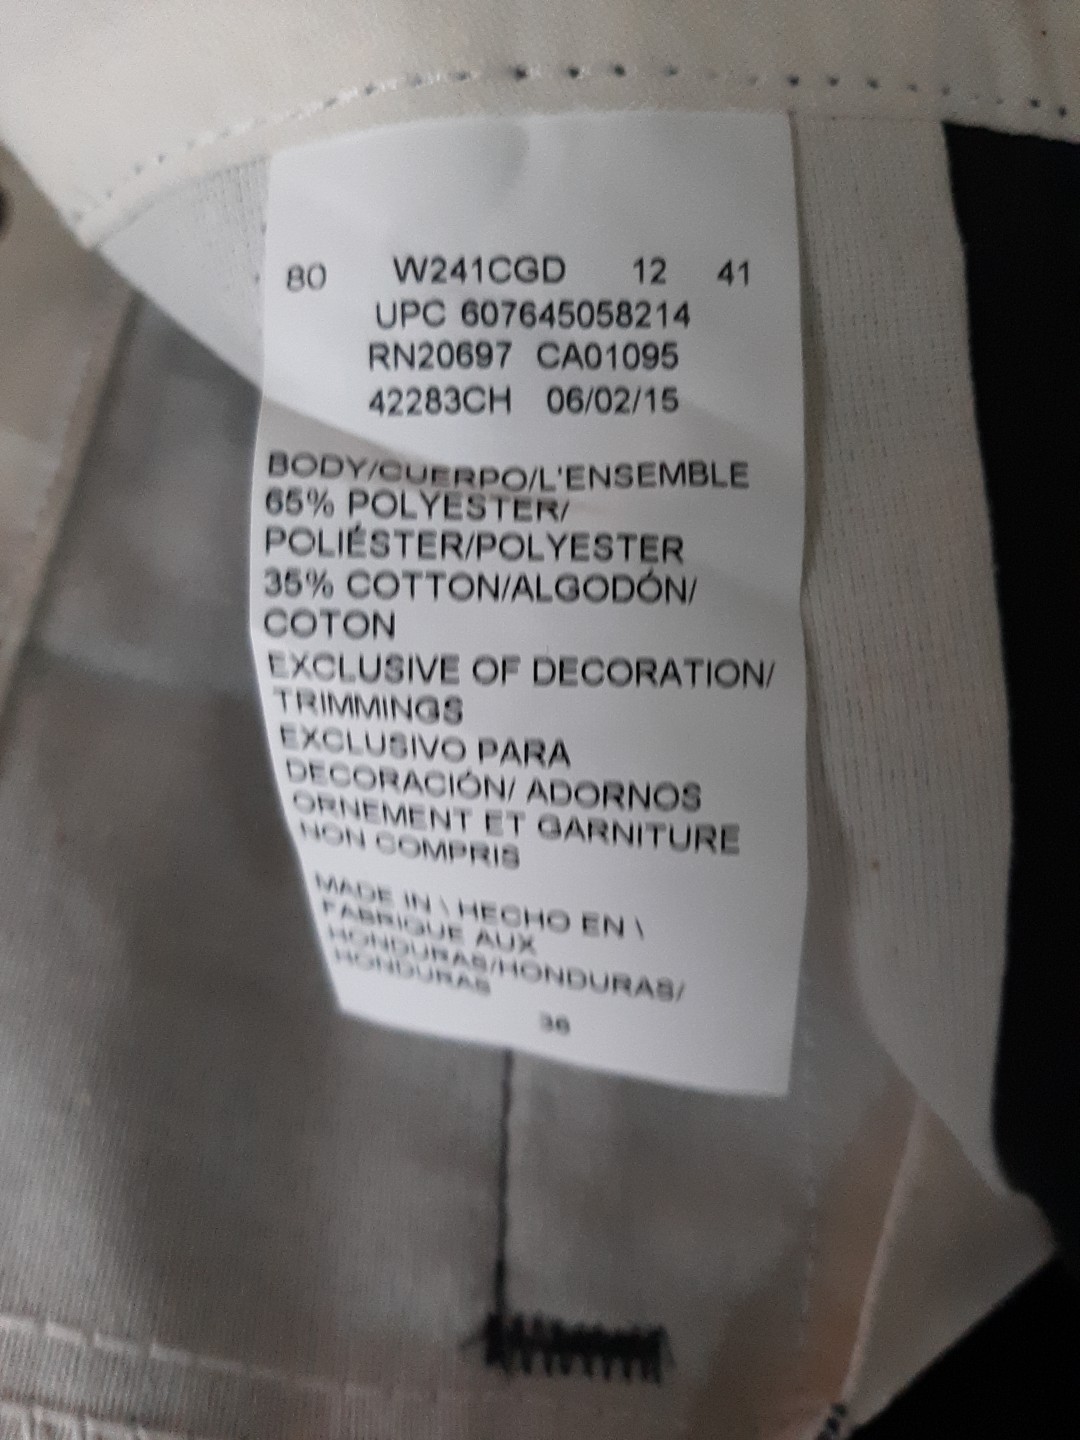 80 W241CGD 12 41
UPC 607645058214
RN20697 CA01095
42283CH 06/02/15
BODY/CUERPO/L'ENSEMBLE
65% POLYESTER/
POLIÉSTER/POLYESTER
35% COTTON/ALGODÓN/
COTON
EXCLUSIVE OF DECORATION/
TRIMMINGS
EXCLUSIVO PARA
DECORACIÓN/ ADORNOS
ORNEMENT ET GARNITURE
NON COMPRIS
MADE IN \ HECHO EN \
FABRIQUE AUX
HONDURAS/HONDURAS/
HONDURAS
36